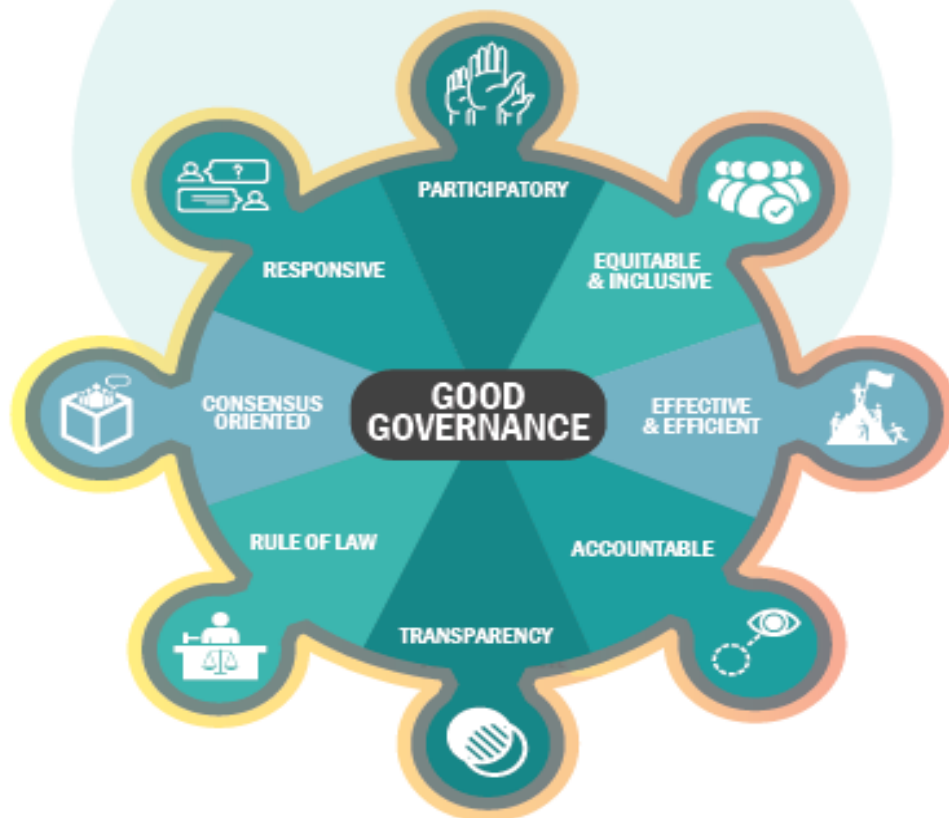 PARTICIPATORY
EQUITABLE
& INCLUSIVE
EFFECTIVE
& EFFICIENT
ACCOUNTABLE
TRANSPARENCY
RULE OF LAW
CONSENSUS
ORIENTED
RESPONSIVE
GOOD
GOVERNANCE
?